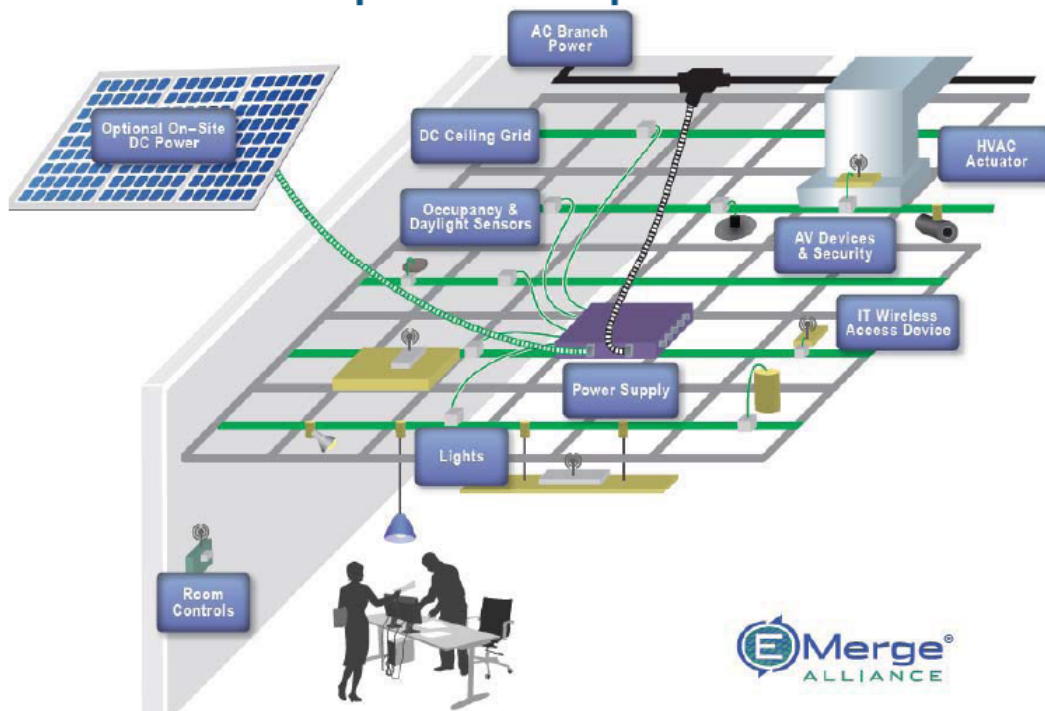 AC Branch
Power
Optional On-Site
DC Power
DC Ceiling Grid
HVAC
Actuator
Occupancy &
Daylight Sensors
AV Devices
& Security
IT Wireless
Access Device
Power Supply
Lights
Room
Controls
EMerge®
ALLIANCE